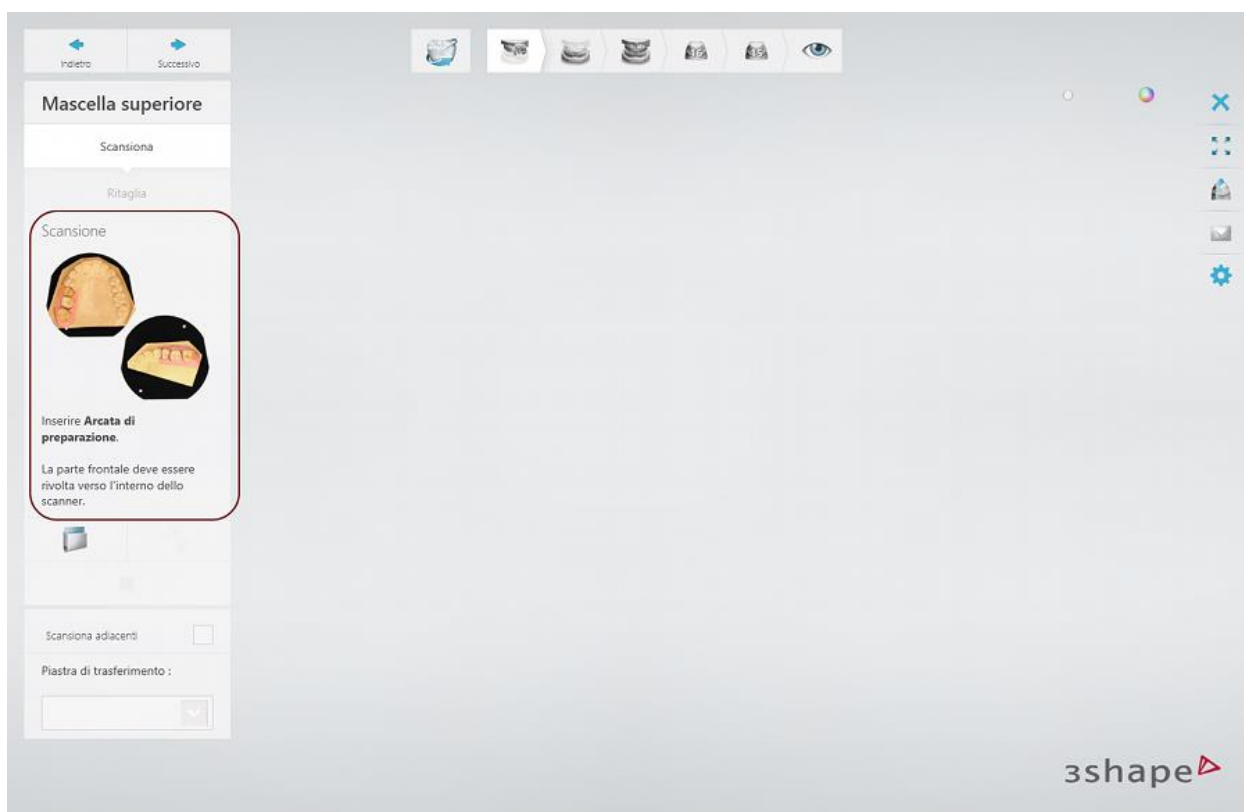 Indietro
Successivo
Mascella superiore
Scansiona
Ritaglia
Scansione
Inserire Arcata di
preparazione.
La parte frontale deve essere
rivolta verso l'interno dello
scanner.
Scansiona adiacenti
Piastra di trasferimento :
3shape